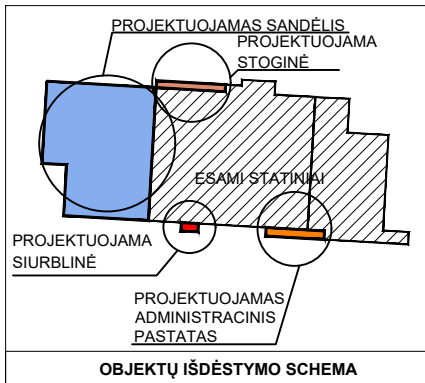 PROJEKTUOJAMAS SANDĖLIS
PROJEKTUOJAMA
STOGINĖ
ESAMI STATINIAI
PROJEKTUOJAMA
SIURBLINĖ
PROJEKTUOJAMAS
ADMINISTRACINIS
PASTATAS
OBJEKTŲ IŠDĖSTYMO SCHEMA